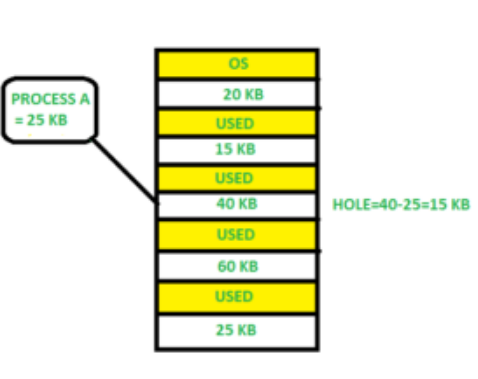 OS
20 KB
PROCESS A
= 25 KB
USED
15 KB
USED
40 KB
HOLE=40-25=15 KB
USED
60 KB
USED
25 KB